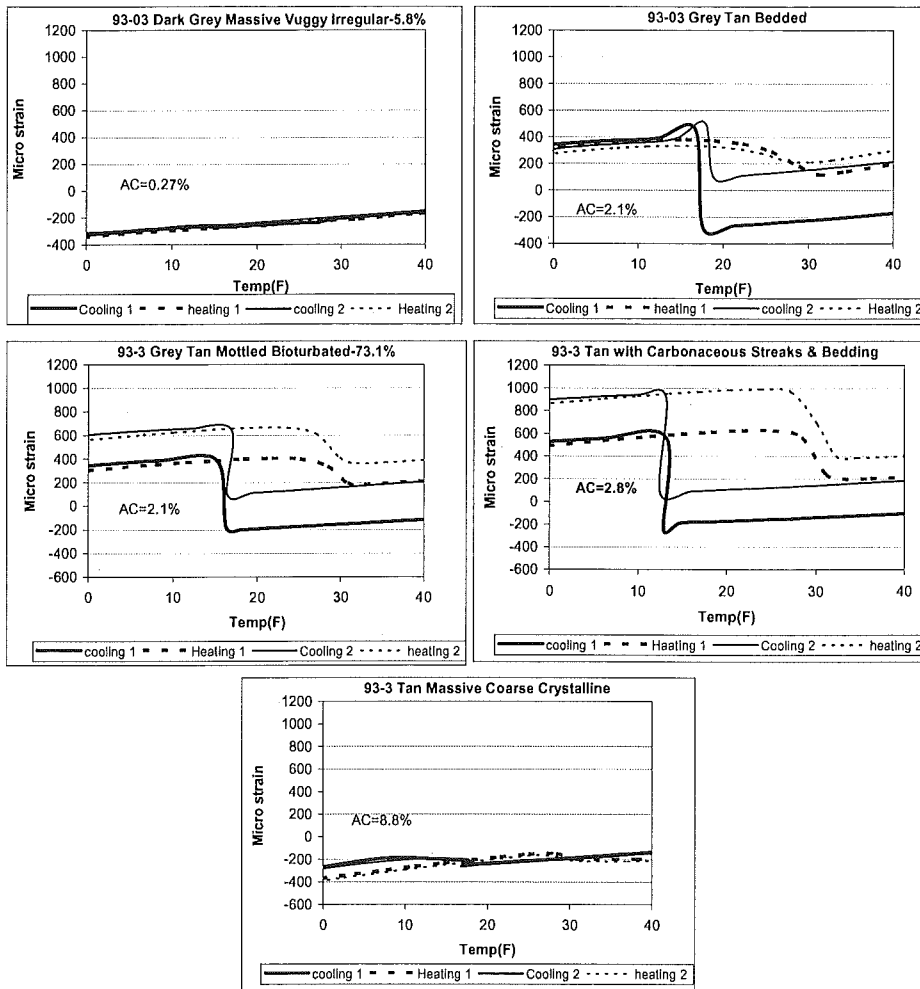 93-03 Dark Grey Massive Vuggy Irregular-5.8%
1200
1000
800
600
400
200
0
-200
-400
Micro strain
AC=0.27%
0 10 20 30 40
Temp(F)
Cooling 1 heating 1 cooling 2 Heating 2
93-03 Grey Tan Bedded
1200
1000
800
600
400
200
0
-200
-400
Micro strain
AC=2.1%
0 10 20 30 40
Temp(F)
Cooling 1 heating 1 cooling 2 Heating 2
93-3 Grey Tan Mottled Bioturbated-73.1%
1200
1000
800
600
400
200
0
-200
-400
-600
Micro strain
AC=2.1%
0 10 20 30 40
Temp(F)
cooling 1 Heating 1 Cooling 2 heating 2
93-3 Tan with Carbonaceous Streaks & Bedding
1200
1000
800
600
400
200
0
-200
-400
-600
Micro strain
AC=2.8%
0 10 20 30 40
Temp(F)
cooling 1 Heating 1 Cooling 2 heating 2
93-3 Tan Massive Coarse Crystalline
1200
1000
800
600
400
200
0
-200
-400
-600
Micro strain
AC=8.8%
0 10 20 30 40
Temp(F)
cooling 1 Heating 1 Cooling 2 heating 2